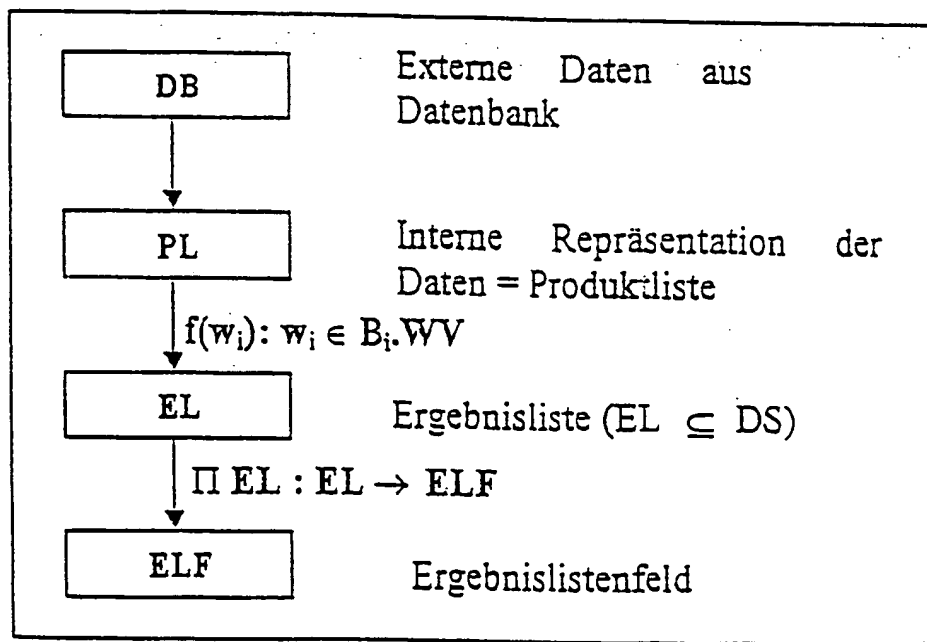 DB
Externe Daten aus
Datenbank
PL
Interne Repräsentation der
Daten = Produktliste
f(wᵢ): wᵢ ∈ Bᵢ.WV
EL
Ergebnisliste (EL ⊆ DS)
Π EL : EL → ELF
ELF
Ergebnislistenfeld